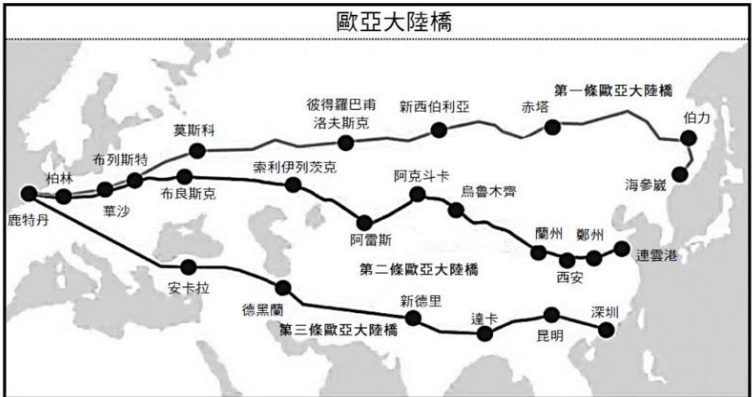 歐亞大陸橋
第一條歐亞大陸橋
彼得羅巴甫
洛夫斯克
新西伯利亞
赤塔
伯力
莫斯科
布列斯特
柏林
索利伊列茨克
阿克斗卡
烏魯木齊
海參崴
鹿特丹
華沙
布良斯克
阿雷斯
蘭州
鄭州
連雲港
西安
第二條歐亞大陸橋
安卡拉
德黑蘭
新德里
達卡
昆明
深圳
第三條歐亞大陸橋